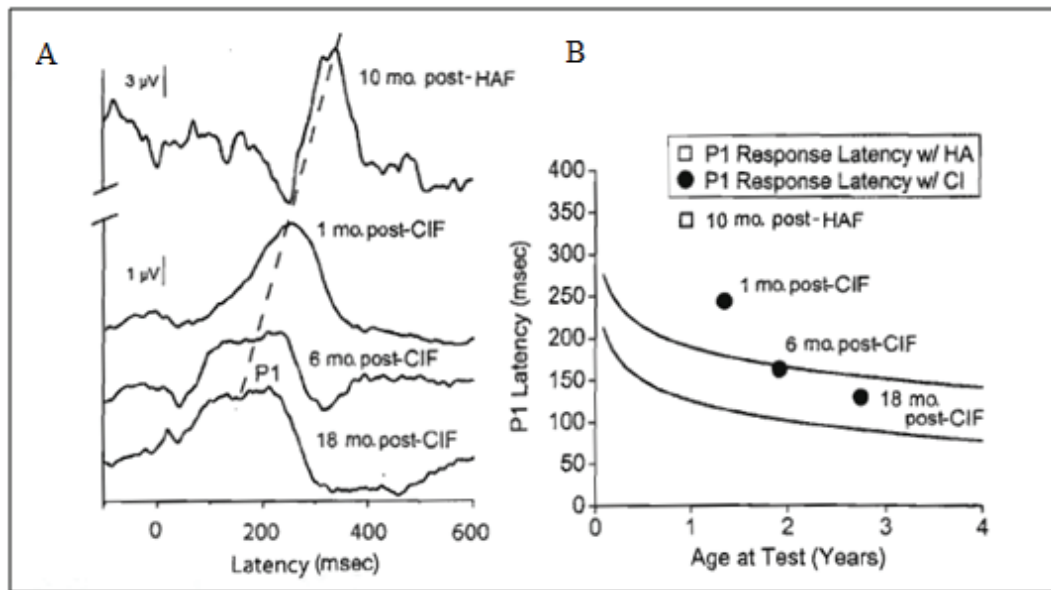 A
3 µV
10 mo. post-HAF
1 mo. post-CIF
1 µV
6 mo. post-CIF
P1
18 mo. post-CIF
0 200 400 600
Latency (msec)
B
P1 Response Latency w/ HA
P1 Response Latency w/ CI
400
350
300
250
200
150
100
50
0
10 mo. post-HAF
1 mo. post-CIF
6 mo. post-CIF
18 mo.
post-CIF
P1 Latency (msec)
0 1 2 3 4
Age at Test (Years)